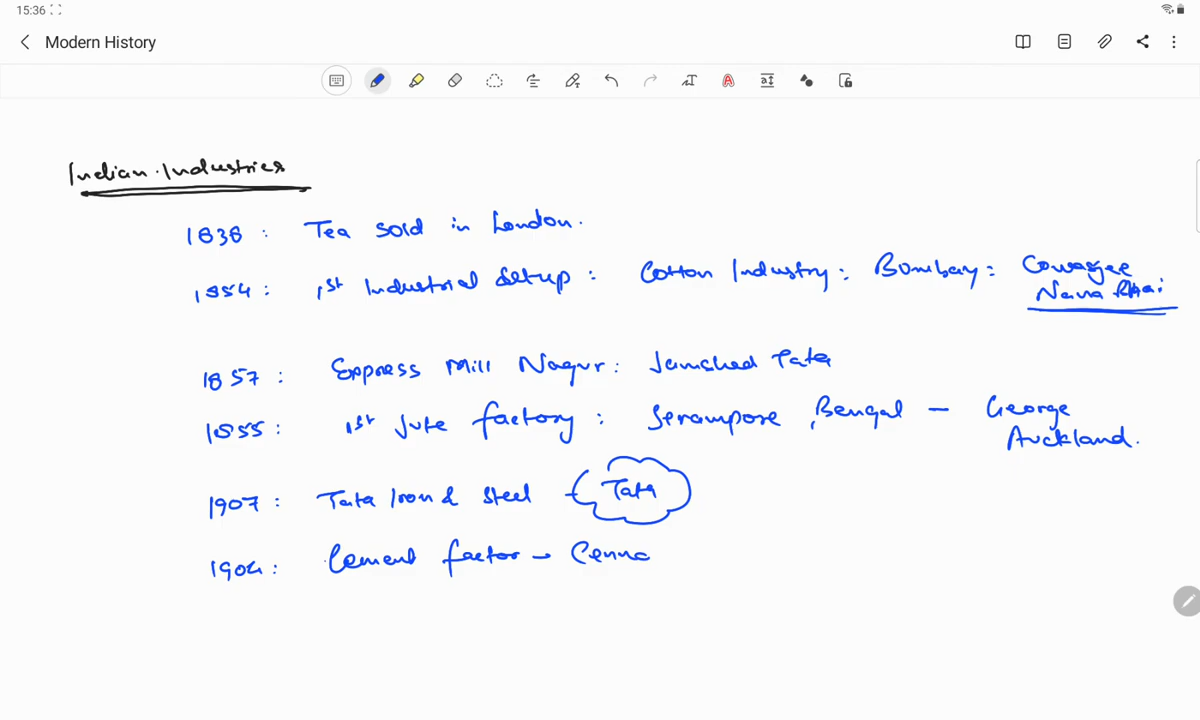 15:36
Modern History
Indian Industries
1838 : Tea sold in London.
1854 : 1st Industrial Setup : Cotton Industry : Bombay : Cowasjee
Nana Bhai
1857 : Express Mill Nagpur : Jamshed Tata
1855 : 1st Jute factory : Serampore, Bengal - George
Auckland.
1907 : Tata Iron & Steel - Tata
1904 : Cement factor - Cenna